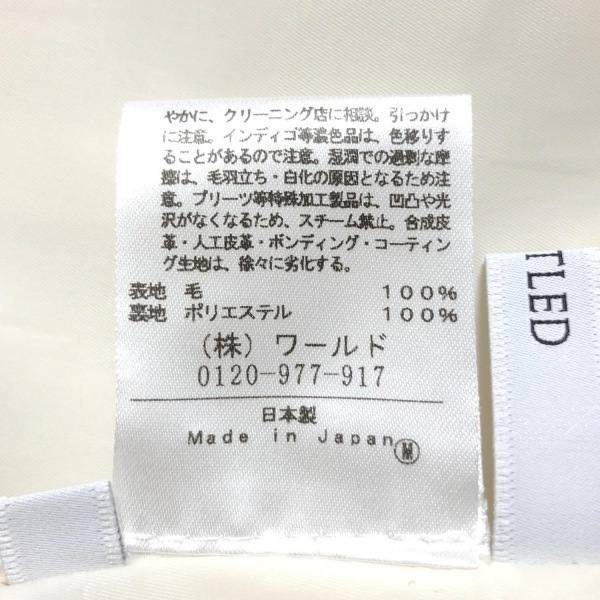 やかに、クリーニング店に相談。引っかけ
に注意。インディゴ等濃色品は、色移りす
ることがあるので注意。湿潤での過剰な摩
擦は、毛羽立ち・白化の原因となるため注
意。プリーツ等特殊加工製品は、凹凸や光
沢がなくなるため、スチーム禁止。合成皮
革・人工皮革・ボンディング・コーティン
グ生地は、徐々に劣化する。
表地 毛 100%
裏地 ポリエステル 100%
(株) ワールド
0120-977-917
日本製
Made in Japan
M
TLED